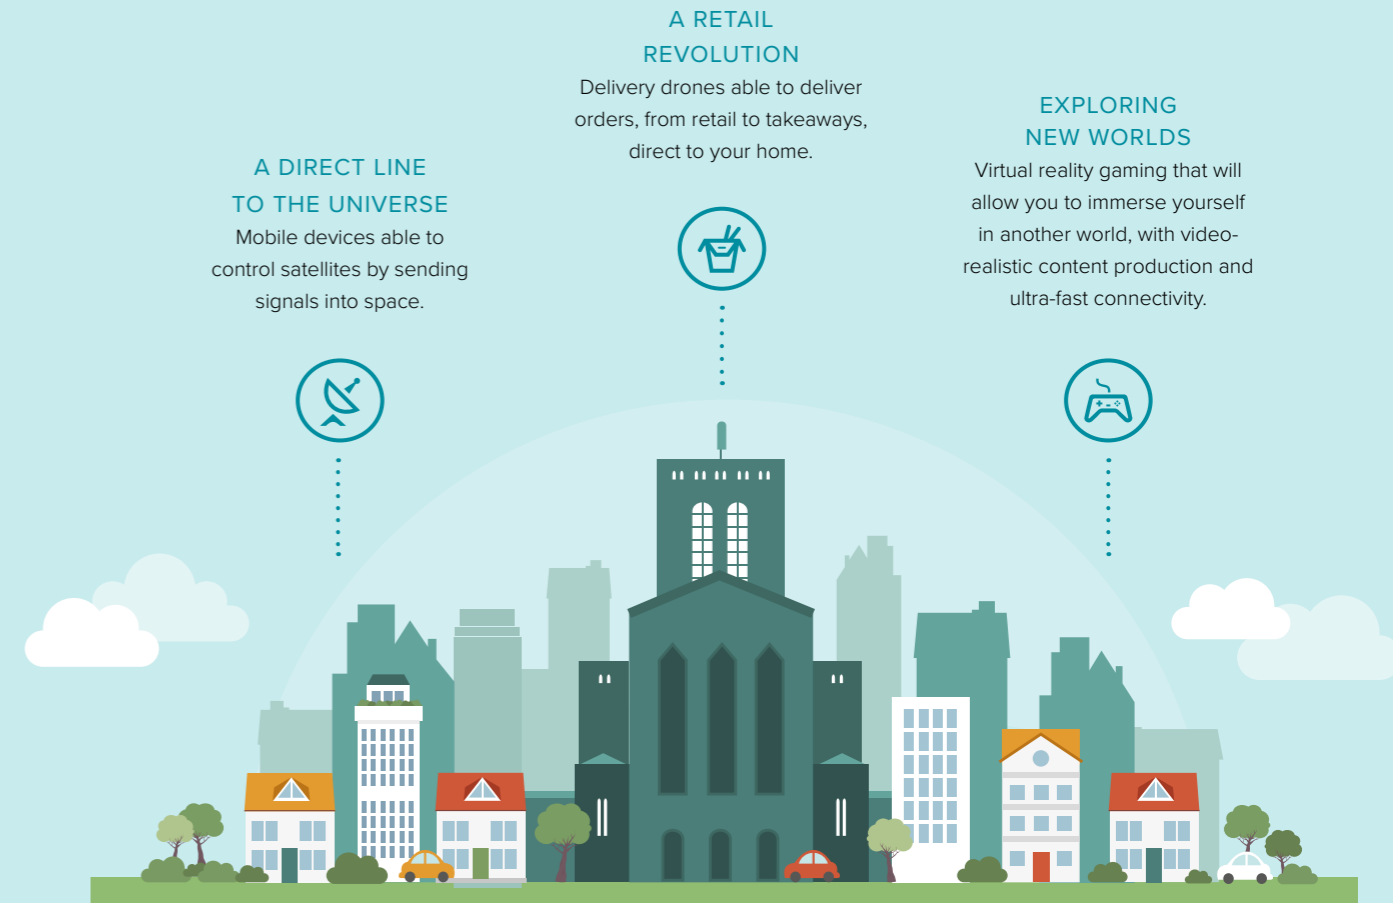 A RETAIL
REVOLUTION
Delivery drones able to deliver
orders, from retail to takeaways,
direct to your home.
EXPLORING
NEW WORLDS
Virtual reality gaming that will
allow you to immerse yourself
in another world, with video-
realistic content production and
ultra-fast connectivity.
A DIRECT LINE
TO THE UNIVERSE
Mobile devices able to
control satellites by sending
signals into space.